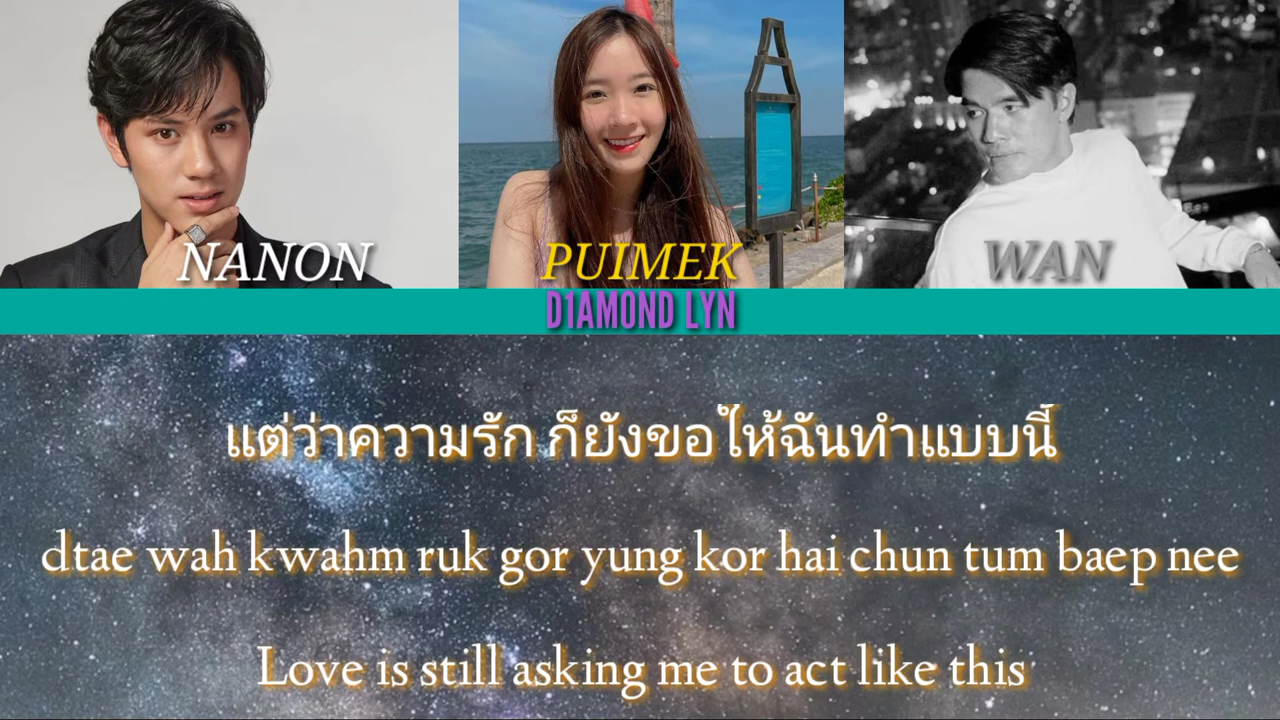 NANON
PUIMEK
WAN
D1AMOND LYN
แต่ว่าความรัก ก็ยังขอให้ฉันทำแบบนี้
dtae wah kwahm ruk gor yung kor hai chun tum baep nee
Love is still asking me to act like this